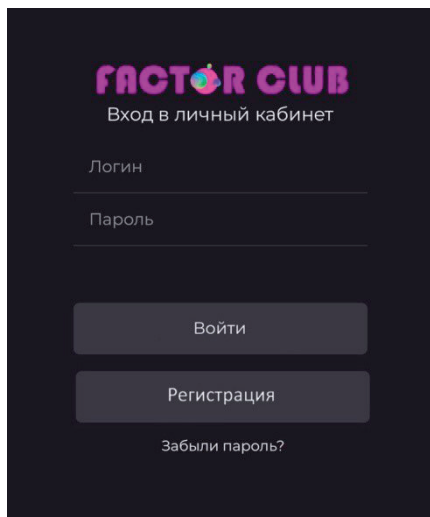 FACTOR CLUB
Вход в личный кабинет
Логин
Пароль
Войти
Регистрация
Забыли пароль?